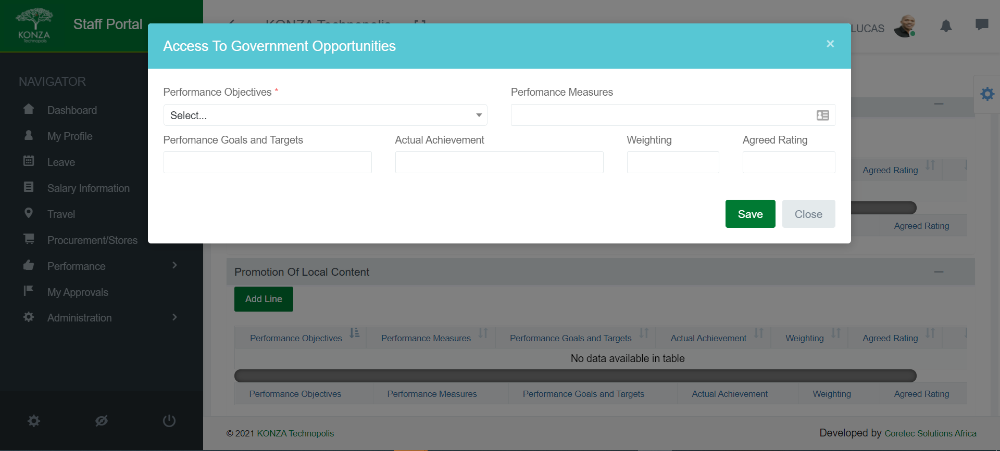 KONZA
Technopolis
Staff Portal
KONZA Technopolis
LUCAS
Access To Government Opportunities
×
Performance Objectives *
Perfomance Measures
Select...
Perfomance Goals and Targets
Actual Achievement
Weighting
Agreed Rating
Save
Close
NAVIGATOR
Dashboard
My Profile
Leave
Salary Information
Travel
Procurement/Stores
Performance
My Approvals
Administration
Agreed Rating
Agreed Rating
Promotion Of Local Content
Add Line
Performance Objectives
Performance Measures
Performance Goals and Targets
Actual Achievement
Weighting
Agreed Rating
No data available in table
Performance Objectives
Performance Measures
Performance Goals and Targets
Actual Achievement
Weighting
Agreed Rating
© 2021 KONZA Technopolis
Developed by Coretec Solutions Africa